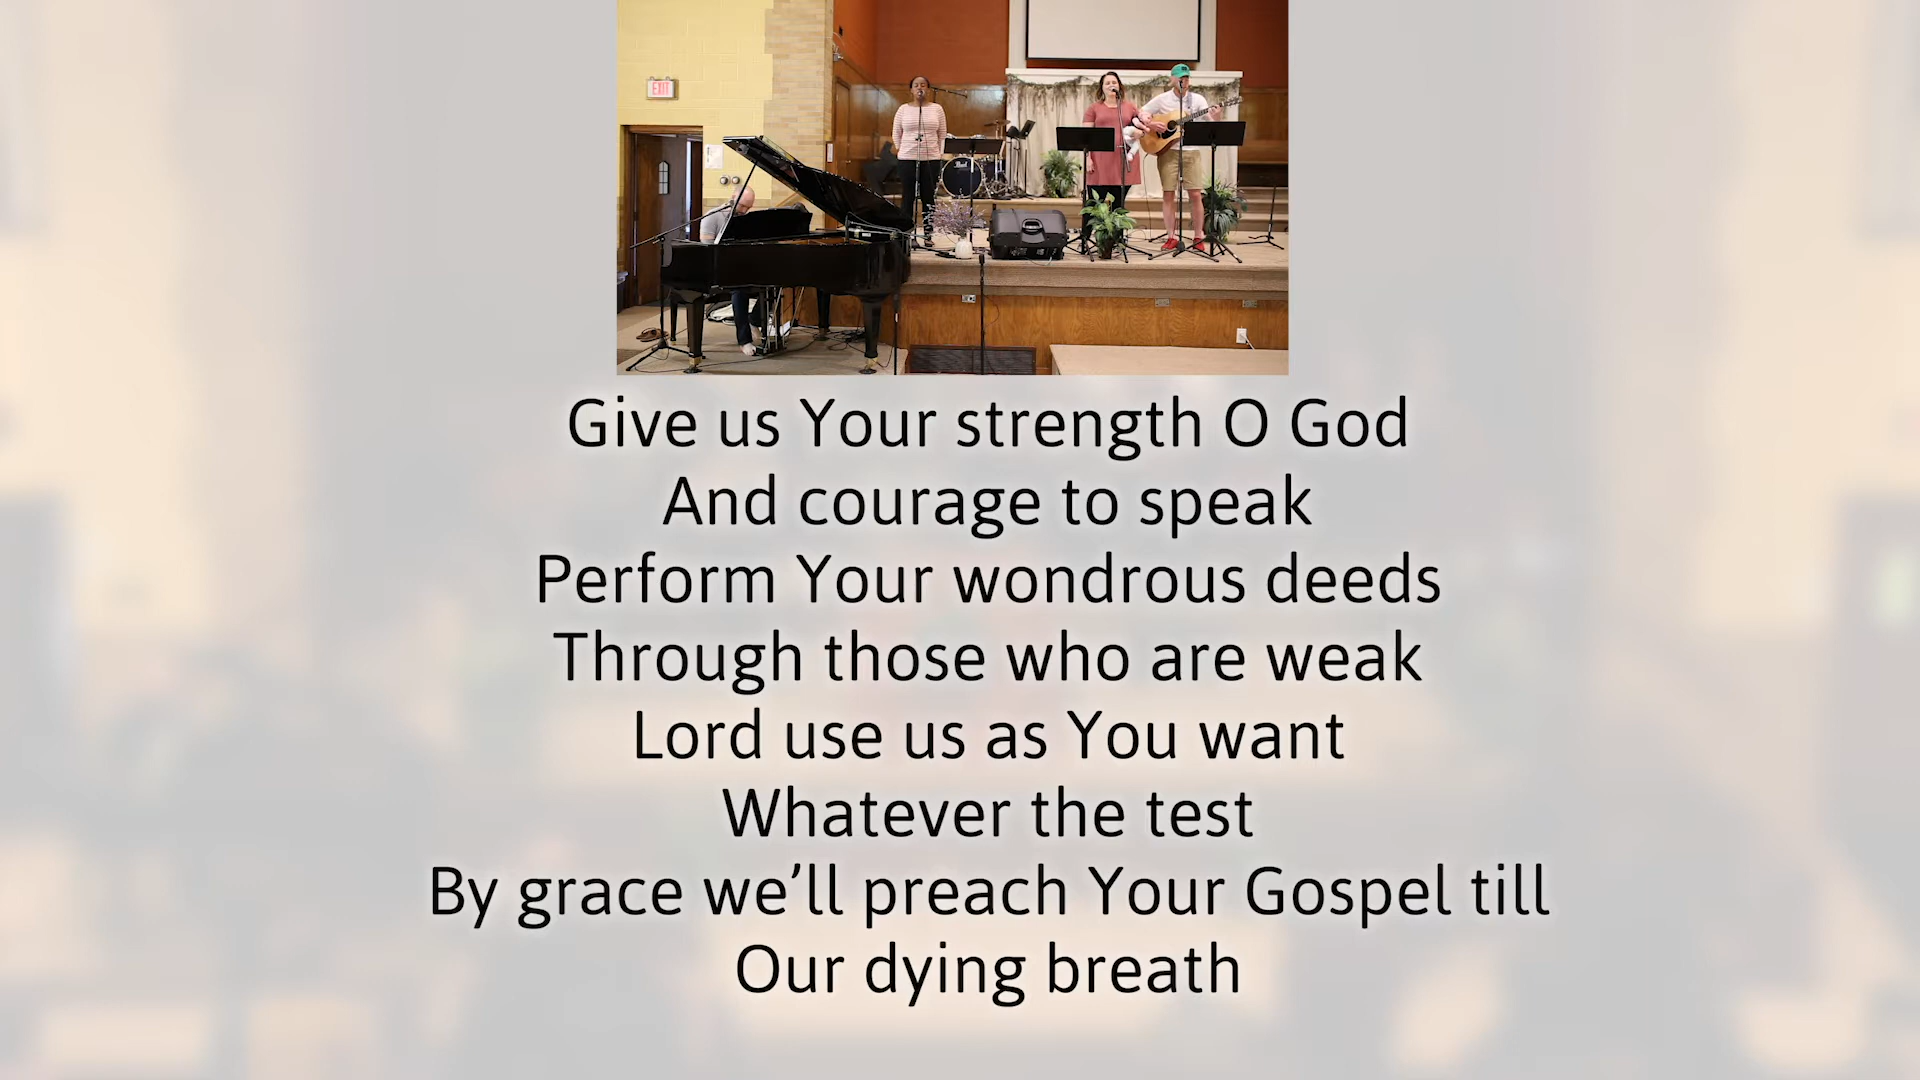 EXIT
Give us Your strength O God
And courage to speak
Perform Your wondrous deeds
Through those who are weak
Lord use us as You want
Whatever the test
By grace we’ll preach Your Gospel till
Our dying breath